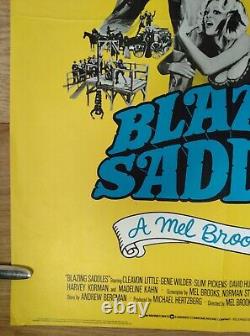 BLAZ
SADDL
A Mel Broo
"BLAZING SADDLES" Starring CLEAVON LITTLE · GENE WILDER · SLIM PICKENS · DAVID HU
HARVEY KORMAN and MADELINE KAHN · Screenplay by MEL BROOKS, NORMAN ST
Story by ANDREW BERGMAN · Produced by MICHAEL HERTZBERG · Directed by MEL BROO